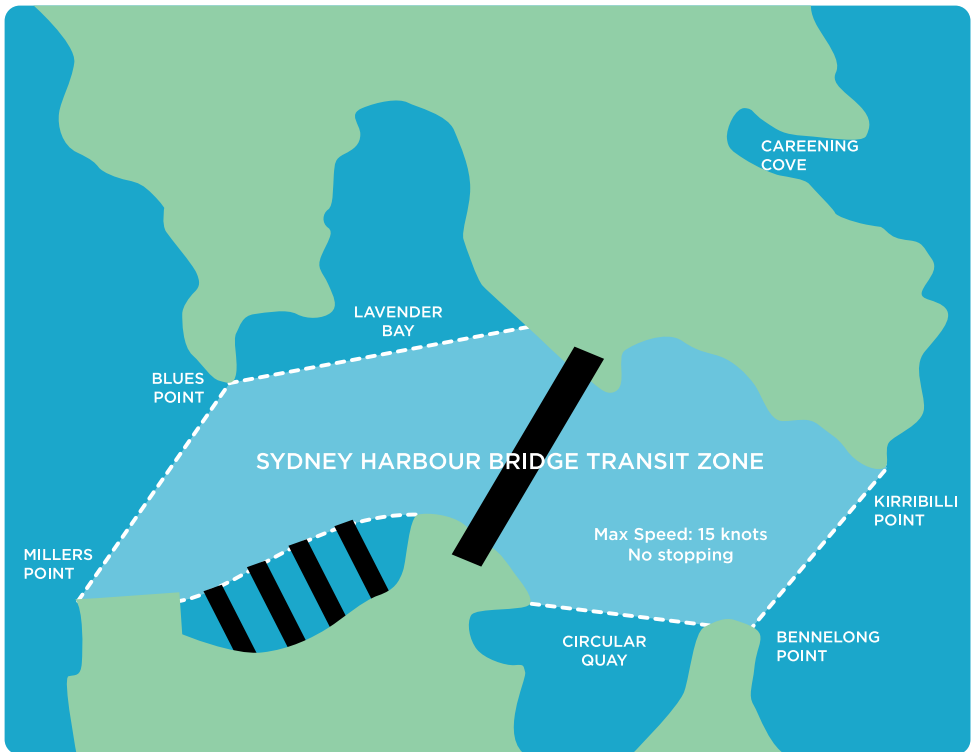 CAREENING
COVE
LAVENDER
BAY
BLUES
POINT
SYDNEY HARBOUR BRIDGE TRANSIT ZONE
KIRRIBILLI
POINT
Max Speed: 15 knots
No stopping
MILLERS
POINT
CIRCULAR
QUAY
BENNELONG
POINT